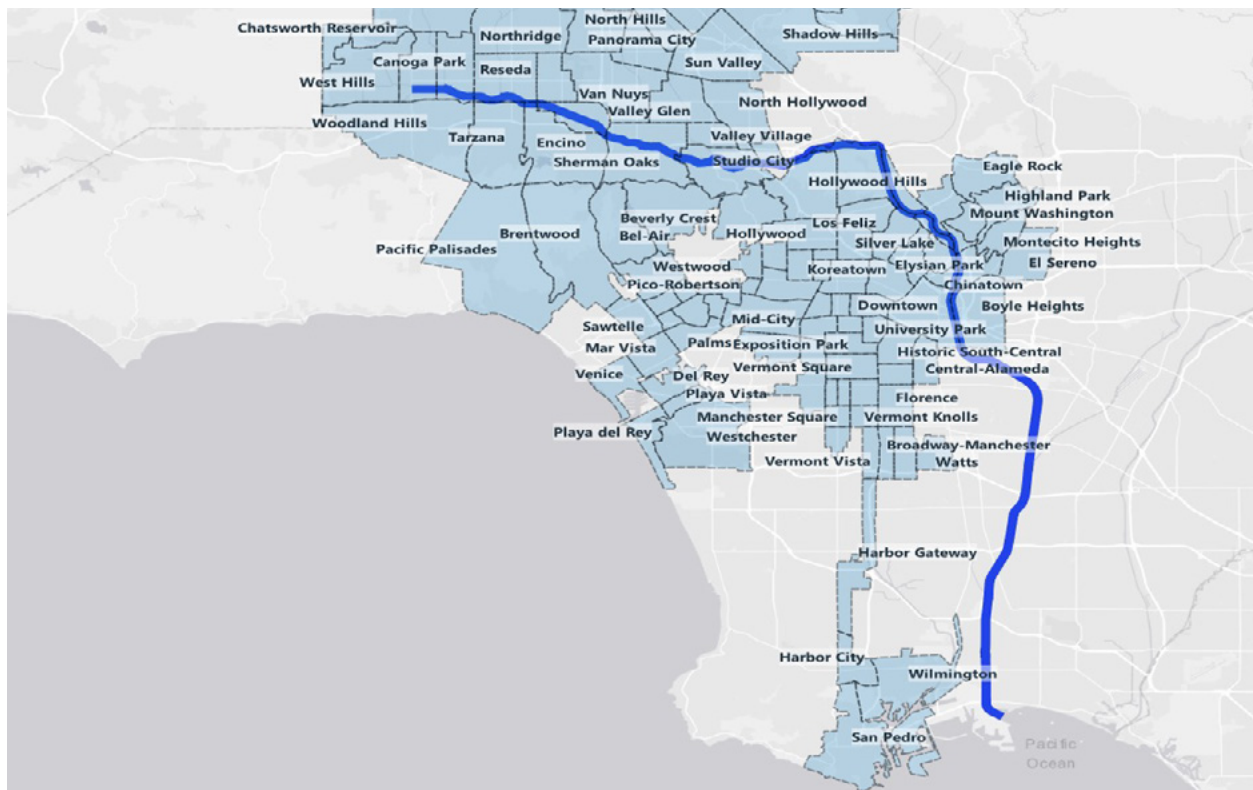 North Hills
Chatsworth Reservoir
Northridge
Shadow Hills
Panorama City
Canoga Park
Sun Valley
Reseda
West Hills
Van Nuys
North Hollywood
Valley Glen
Woodland Hills
Valley Village
Tarzana
Encino
Sherman Oaks
Studio City
Eagle Rock
Hollywood Hills
Highland Park
Mount Washington
Beverly Crest
Los Feliz
Brentwood
Hollywood
Bel-Air
Silver Lake
Montecito Heights
Pacific Palisades
Westwood
Elysian Park
El Sereno
Koreatown
Pico-Robertson
Chinatown
Downtown
Boyle Heights
Mid-City
Sawtelle
University Park
Palms
Exposition Park
Mar Vista
Historic South-Central
Vermont Square
Central-Alameda
Venice
Del Rey
Playa Vista
Florence
Manchester Square
Vermont Knolls
Playa del Rey
Westchester
Broadway-Manchester
Vermont Vista
Watts
Harbor Gateway
Harbor City
Wilmington
San Pedro
Pacific
Ocean